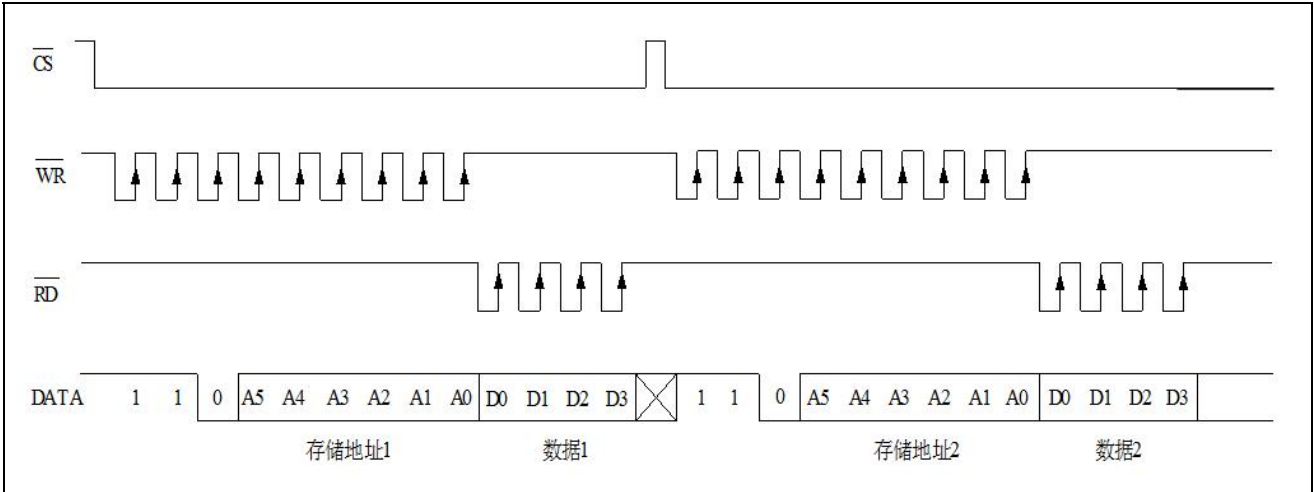 CS
WR
RD
DATA 1 1 0 A5 A4 A3 A2 A1 A0 D0 D1 D2 D3 1 1 0 A5 A4 A3 A2 A1 A0 D0 D1 D2 D3
存储地址1 数据1 存储地址2 数据2